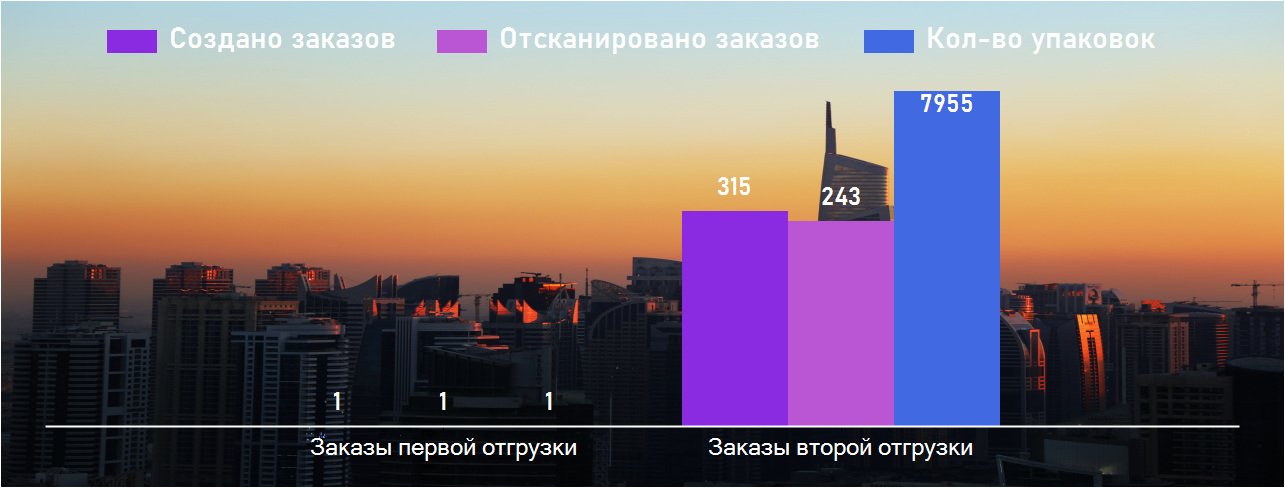 Создано заказов Отсканировано заказов Кол-во упаковок
7955
315
243
1 1 1
Заказы первой отгрузки Заказы второй отгрузки